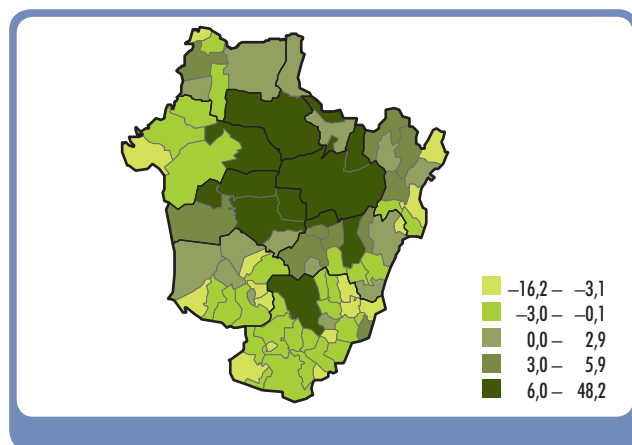 –16,2 – –3,1
–3,0 – –0,1
0,0 – 2,9
3,0 – 5,9
6,0 – 48,2